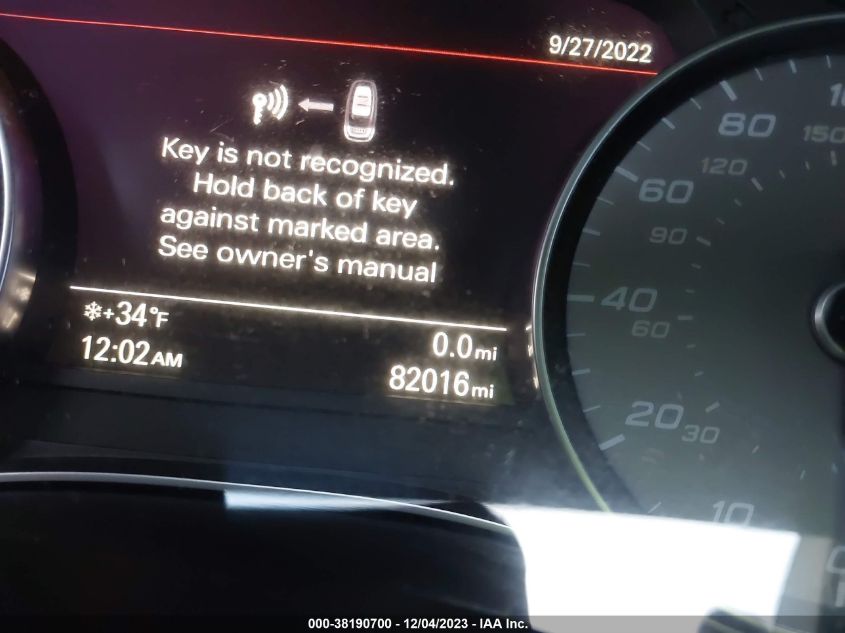 9/27/2022
Key is not recognized.
Hold back of key
against marked area.
See owner's manual
+34°F
0.0mi
12:02AM
82016mi
80
150
120
60
90
40
60
20
30
10
000-38190700 - 12/04/2023 - IAA Inc.